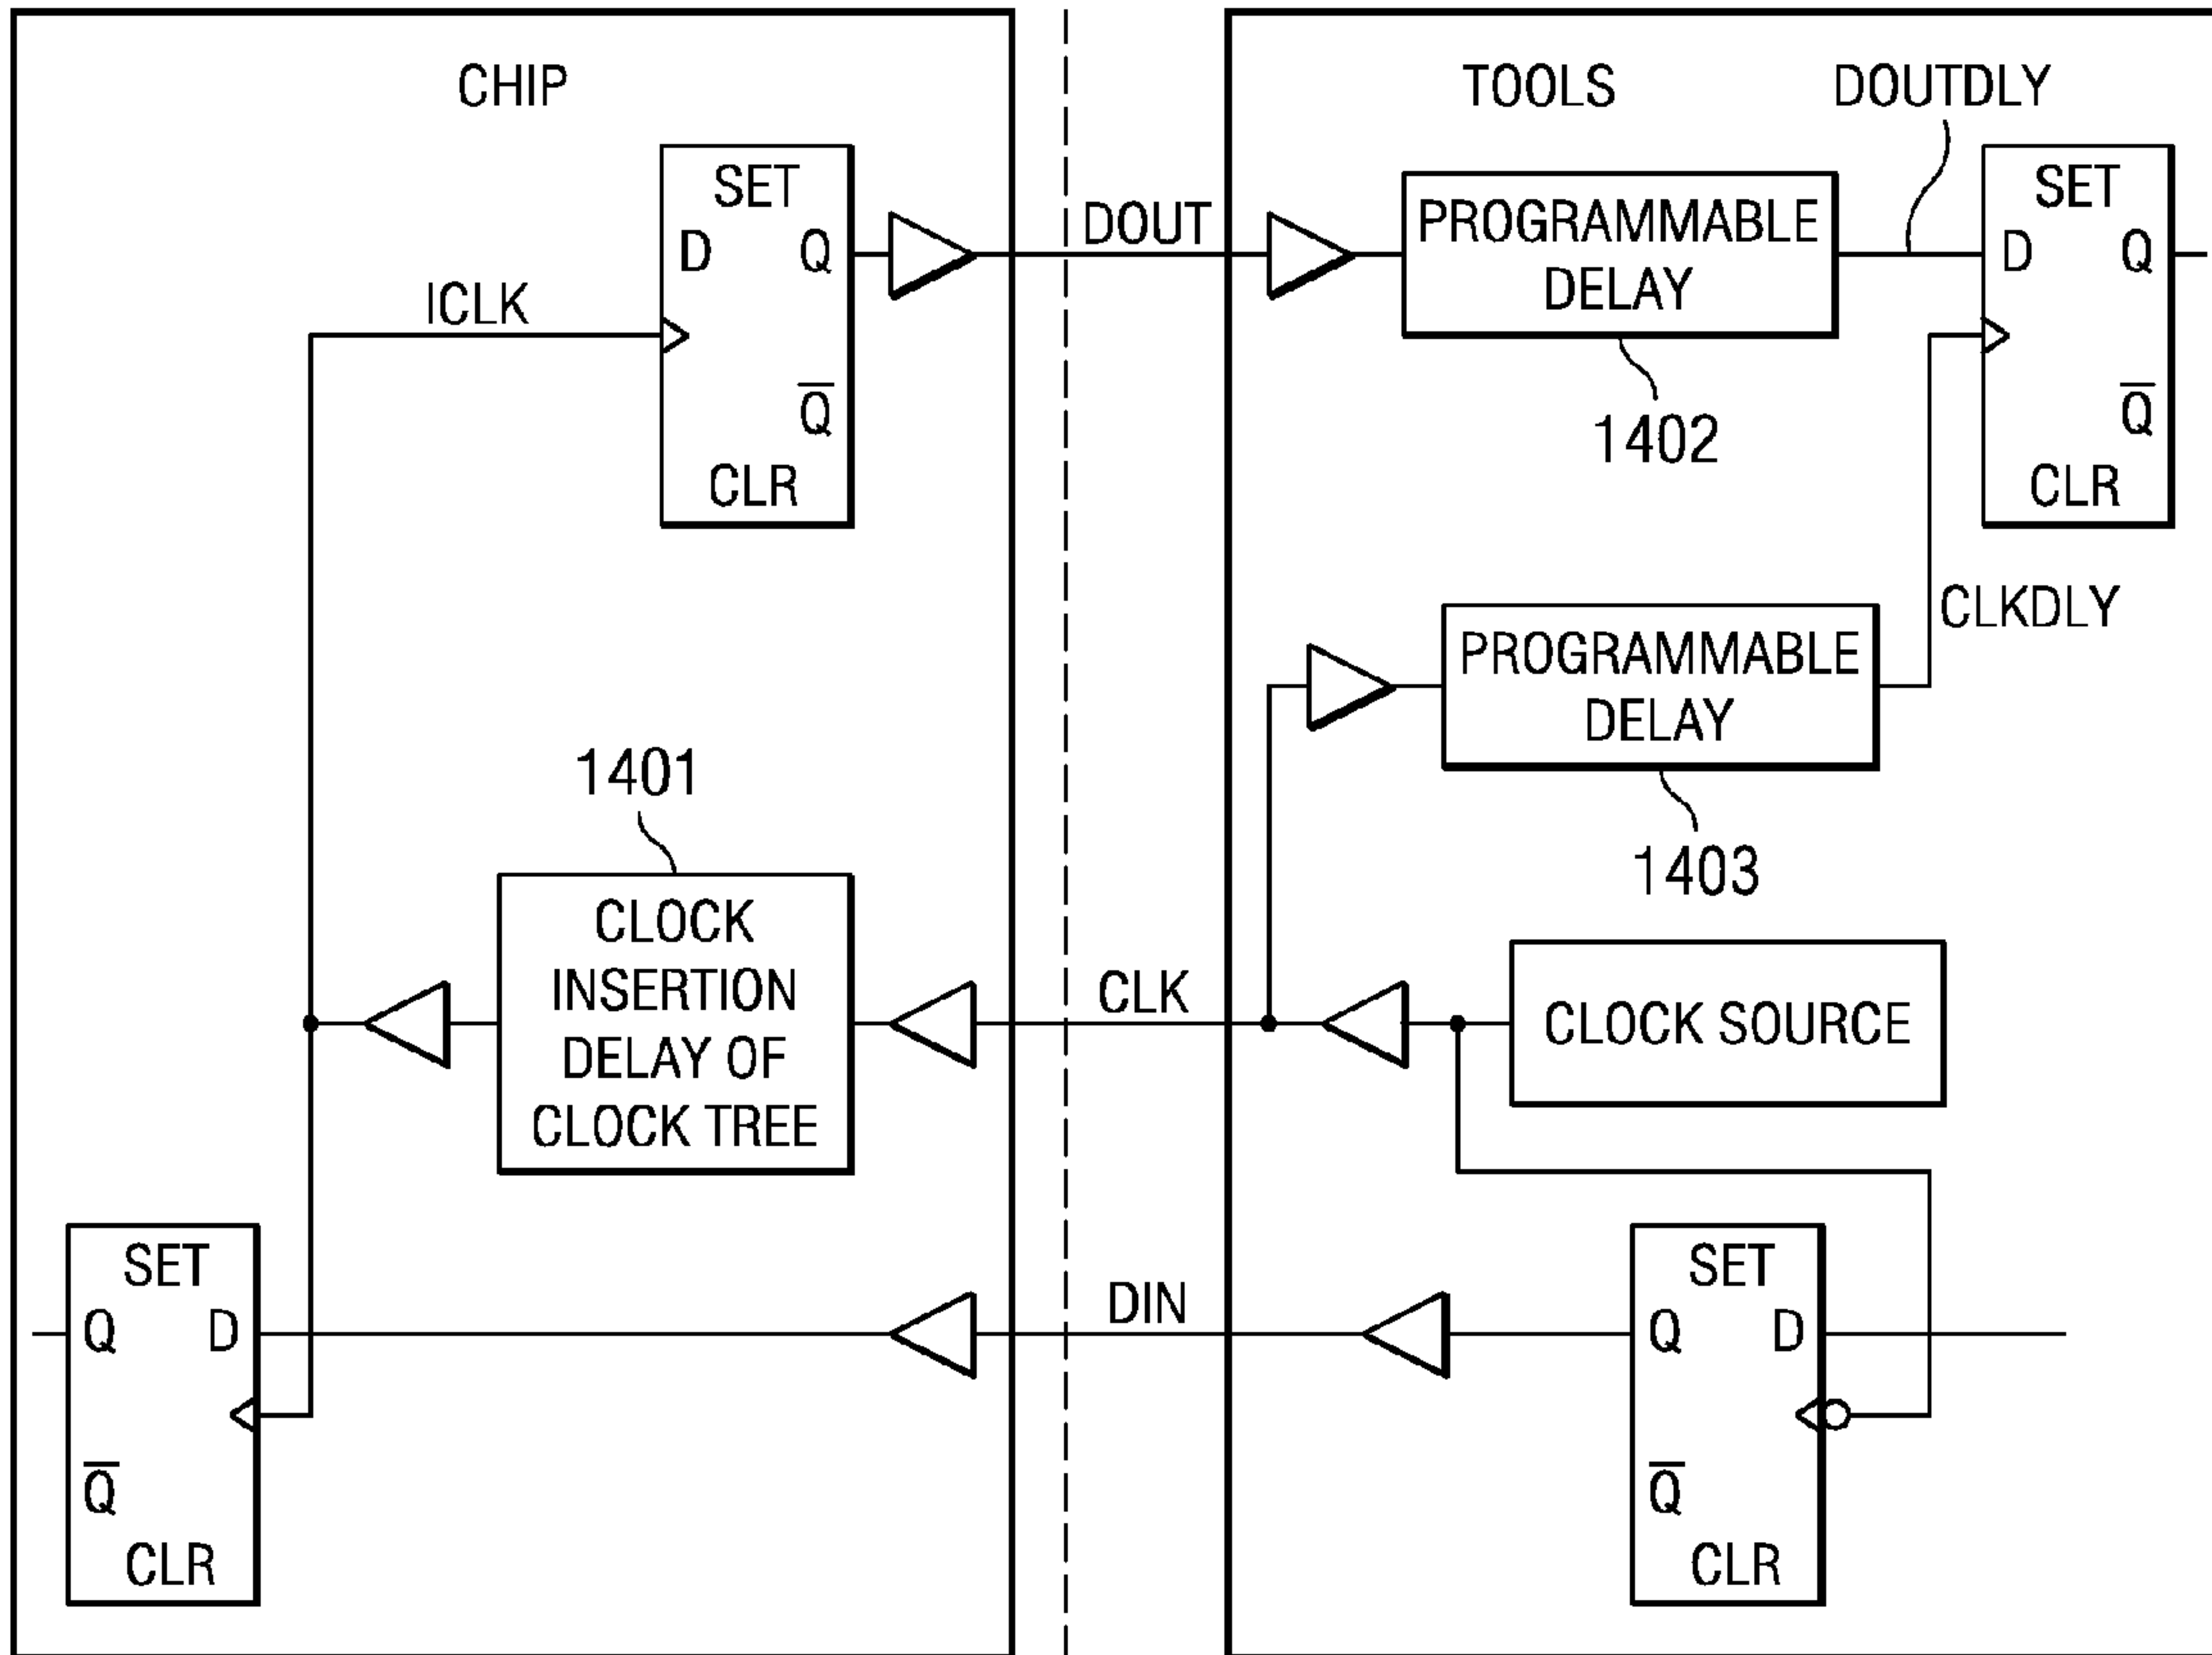 CHIP
TOOLS
DOUTDLY
SET
D
Q
Q̅
CLR
ICLK
DOUT
PROGRAMMABLE
DELAY
1402
SET
D
Q
Q̅
CLR
CLKDLY
PROGRAMMABLE
DELAY
1403
1401
CLOCK
INSERTION
DELAY OF
CLOCK TREE
CLK
CLOCK SOURCE
SET
Q
D
Q̅
CLR
DIN
SET
Q
D
Q̅
CLR